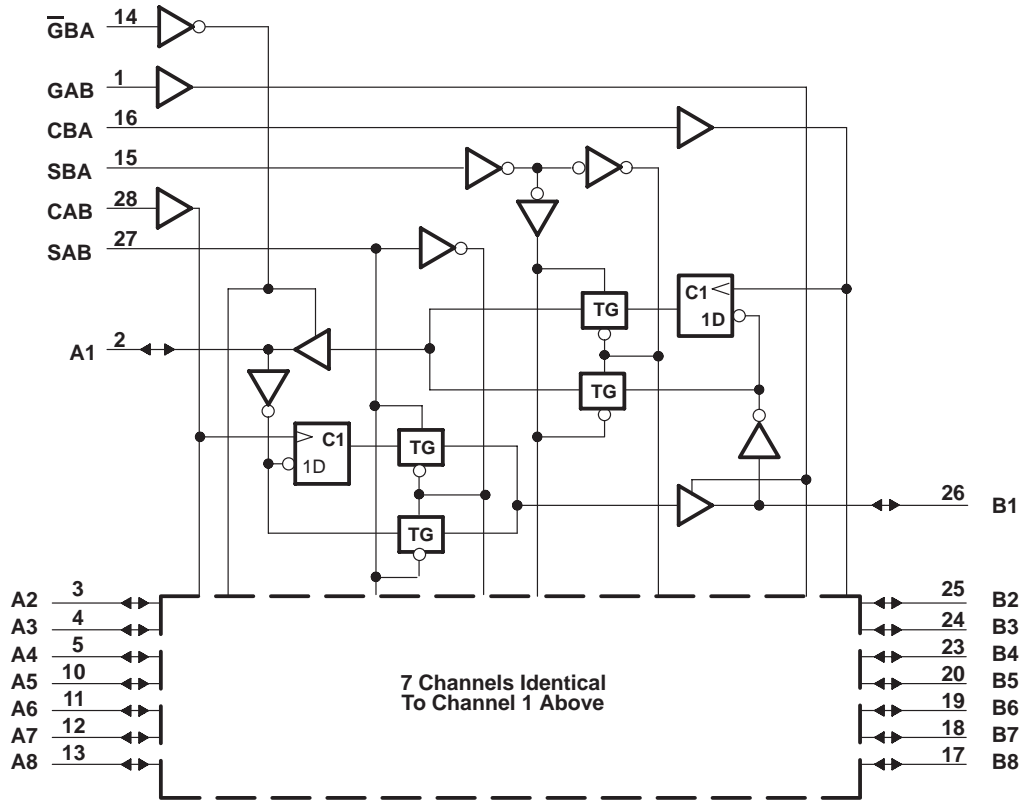 G̅BA 14
GAB 1
CBA 16
SBA 15
CAB 28
SAB 27
TG
C1
1D
A1 2
TG
C1
1D
TG
TG
26 B1
A2 3
A3 4
A4 5
A5 10
A6 11
A7 12
A8 13
7 Channels Identical
To Channel 1 Above
25 B2
24 B3
23 B4
20 B5
19 B6
18 B7
17 B8